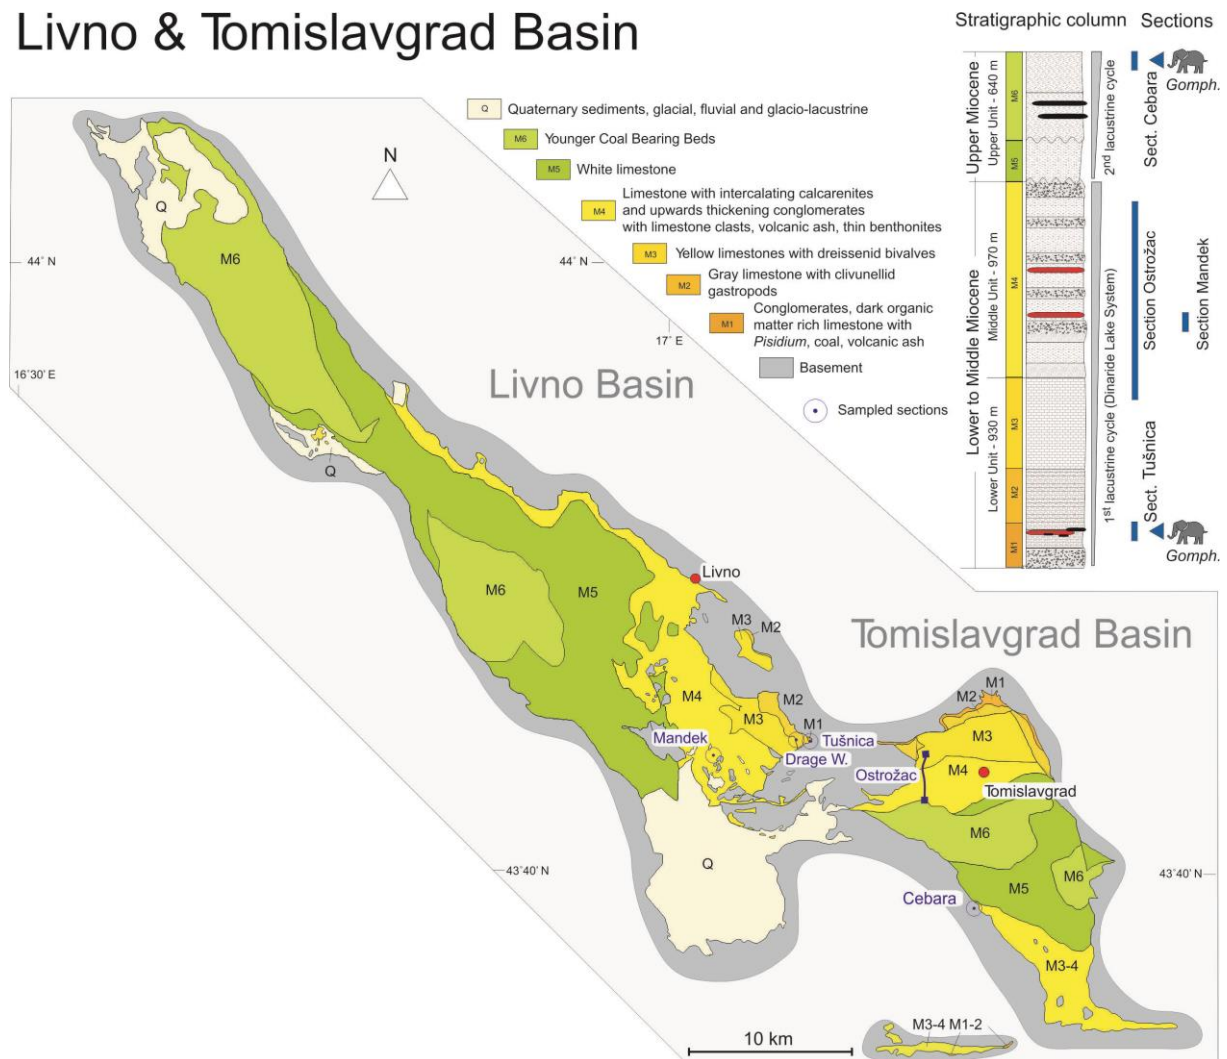 Livno & Tomislavgrad Basin
Q
Quaternary sediments, glacial, fluvial and glacio-lacustrine
M6
Younger Coal Bearing Beds
M5
White limestone
M4
Limestone with intercalating calcarenites
and upwards thickening conglomerates
with limestone clasts, volcanic ash, thin benthonites
M3
Yellow limestones with dreissenid bivalves
M2
Gray limestone with clivunellid
gastropods
M1
Conglomerates, dark organic
matter rich limestone with
Pisidium, coal, volcanic ash
Basement
Sampled sections
Stratigraphic column
Sections
Upper Miocene
Upper Unit - 640 m
M6
M5
2nd lacustrine cycle
Sect. Cebara
Gomph.
Lower to Middle Miocene
Middle Unit - 970 m
M4
Lower Unit - 930 m
M3
M2
M1
1st lacustrine cycle (Dinaride Lake System)
Section Ostrožac
Section Mandek
Sect. Tušnica
Gomph.
N
44° N
44° N
17° E
16°30' E
Livno Basin
Q
M6
Q
M6
M5
Livno
M3
M2
Tomislavgrad Basin
M4
M3
M2
M1
Mandek
Tušnica
Drage W.
M2
M1
M3
Ostrožac
M4
Tomislavgrad
M6
M6
M5
Q
43°40' N
43°40' N
Cebara
M3-4
M3-4 M1-2
10 km